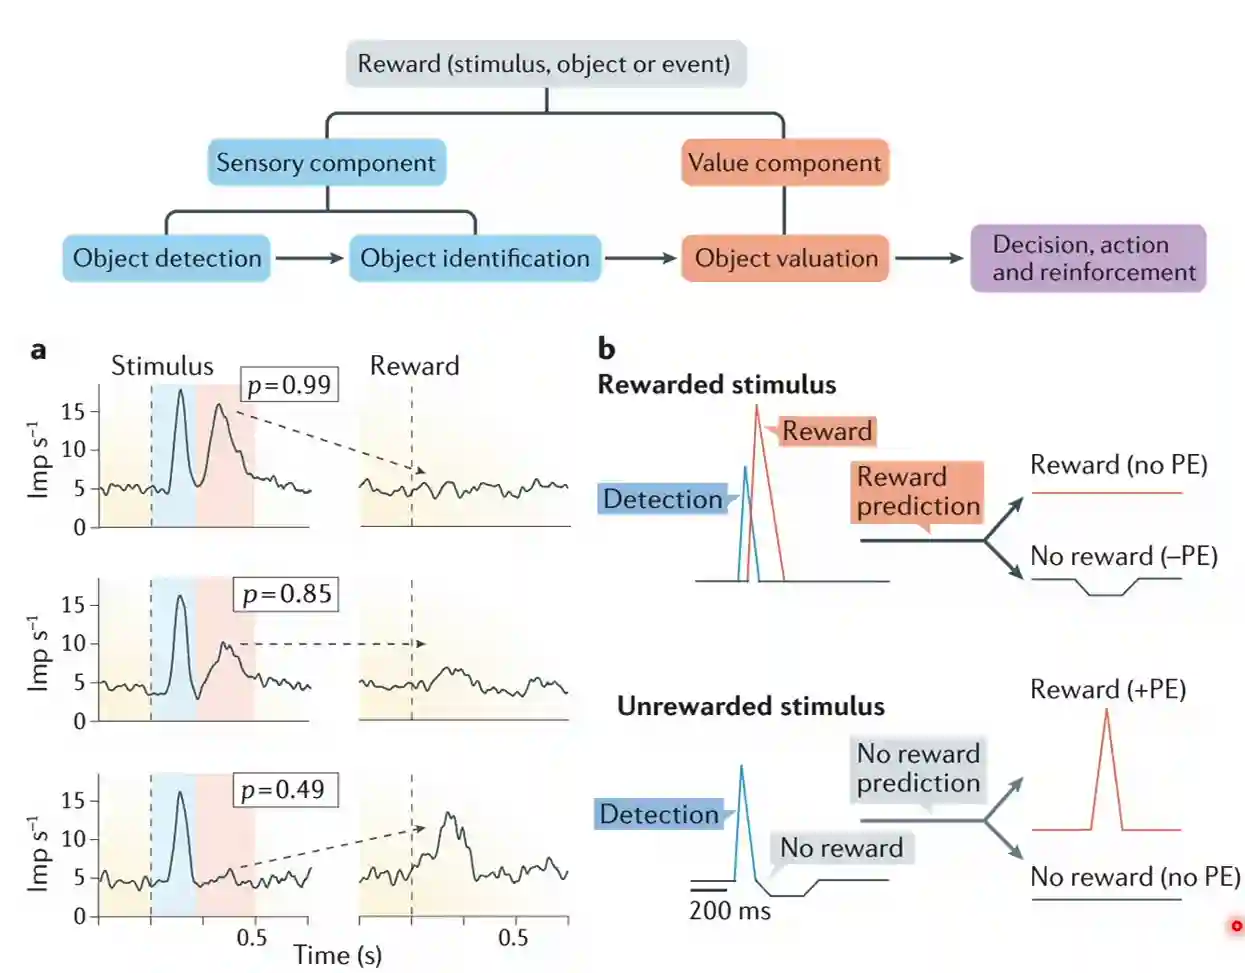 Reward (stimulus, object or event)
Sensory component
Value component
Object detection
Object identification
Object valuation
Decision, action
and reinforcement
a
Stimulus
Reward
p=0.99
15
10
5
0
Imp s⁻¹
p=0.85
15
10
5
0
Imp s⁻¹
p=0.49
15
10
5
0
Imp s⁻¹
0.5
0.5
Time (s)
b
Rewarded stimulus
Reward
Detection
Reward
prediction
Reward (no PE)
No reward (–PE)
Unrewarded stimulus
Detection
No reward
200 ms
No reward
prediction
Reward (+PE)
No reward (no PE)